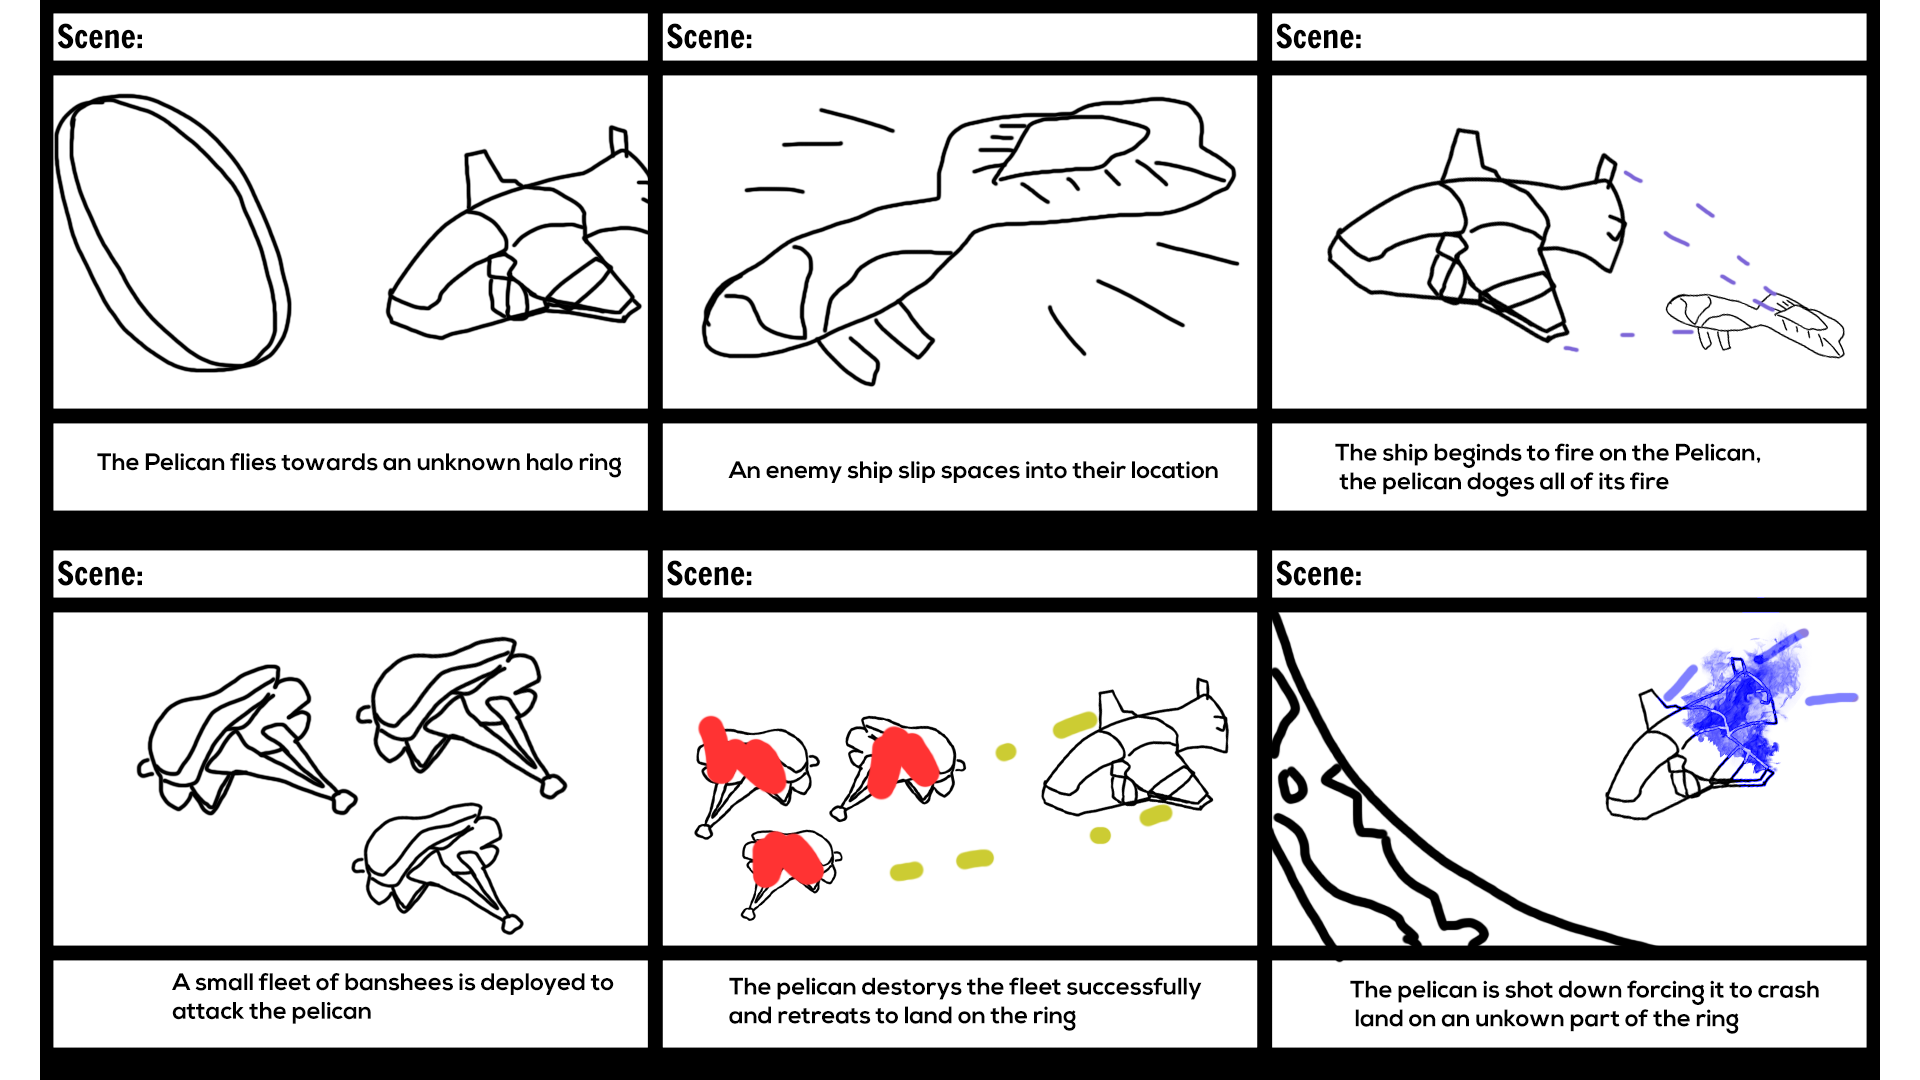 Scene:
Scene:
Scene:
The Pelican flies towards an unknown halo ring
An enemy ship slip spaces into their location
The ship beginds to fire on the Pelican,
the pelican doges all of its fire
Scene:
Scene:
Scene:
A small fleet of banshees is deployed to
attack the pelican
The pelican destorys the fleet successfully
and retreats to land on the ring
The pelican is shot down forcing it to crash
land on an unkown part of the ring